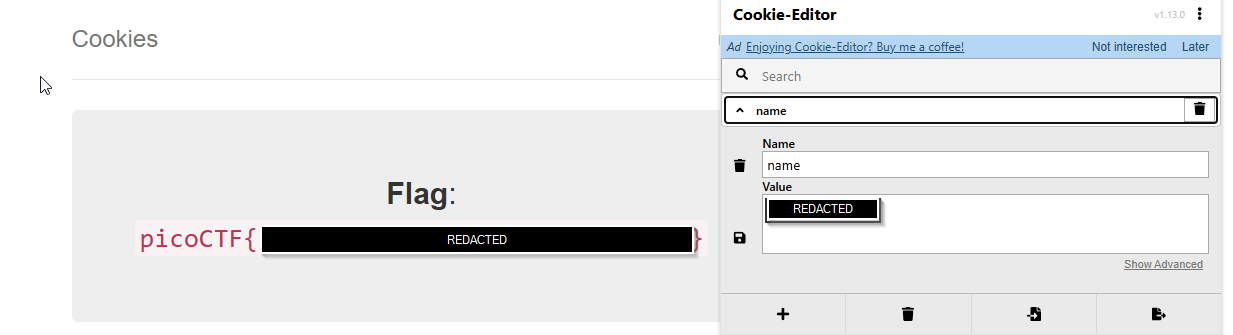 Cookies
Flag:
picoCTF{ REDACTED }
Cookie-Editor v1.13.0
Ad Enjoying Cookie-Editor? Buy me a coffee! Not interested Later
Search
name
Name
name
Value
REDACTED
Show Advanced